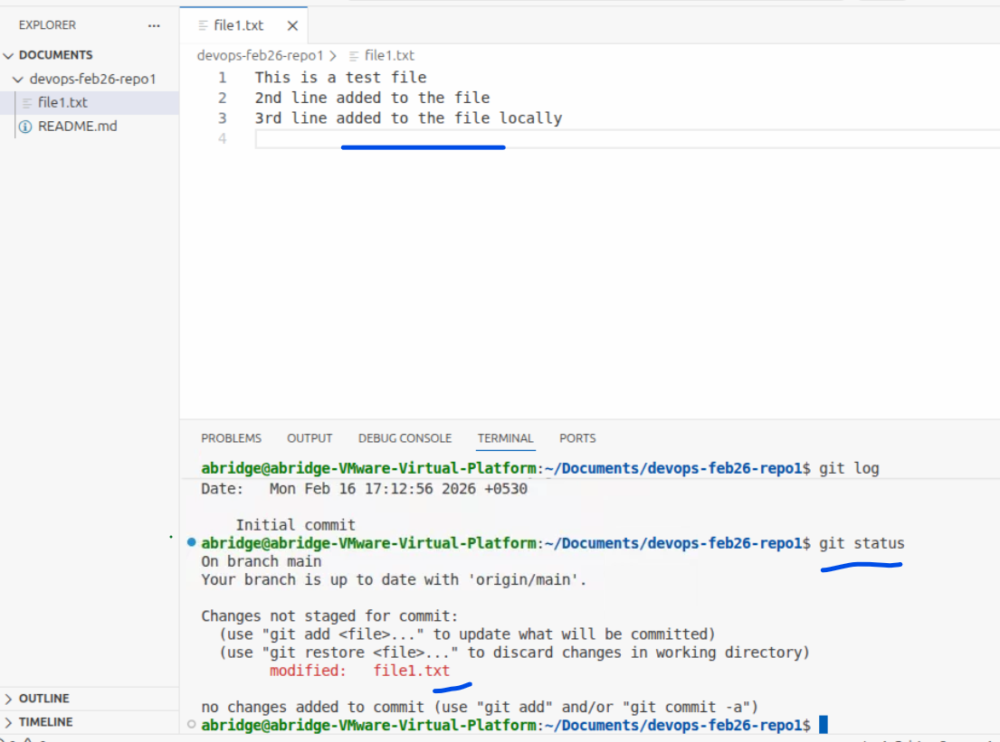 EXPLORER ...
DOCUMENTS
devops-feb26-repo1
file1.txt
README.md
OUTLINE
TIMELINE
file1.txt
devops-feb26-repo1 > file1.txt
1 This is a test file
2 2nd line added to the file
3 3rd line added to the file locally
4
PROBLEMS OUTPUT DEBUG CONSOLE TERMINAL PORTS
abridge@abridge-VMware-Virtual-Platform:~/Documents/devops-feb26-repo1$ git log
Date:   Mon Feb 16 17:12:56 2026 +0530
    Initial commit
abridge@abridge-VMware-Virtual-Platform:~/Documents/devops-feb26-repo1$ git status
On branch main
Your branch is up to date with 'origin/main'.
Changes not staged for commit:
  (use "git add <file>..." to update what will be committed)
  (use "git restore <file>..." to discard changes in working directory)
        modified:   file1.txt
no changes added to commit (use "git add" and/or "git commit -a")
abridge@abridge-VMware-Virtual-Platform:~/Documents/devops-feb26-repo1$